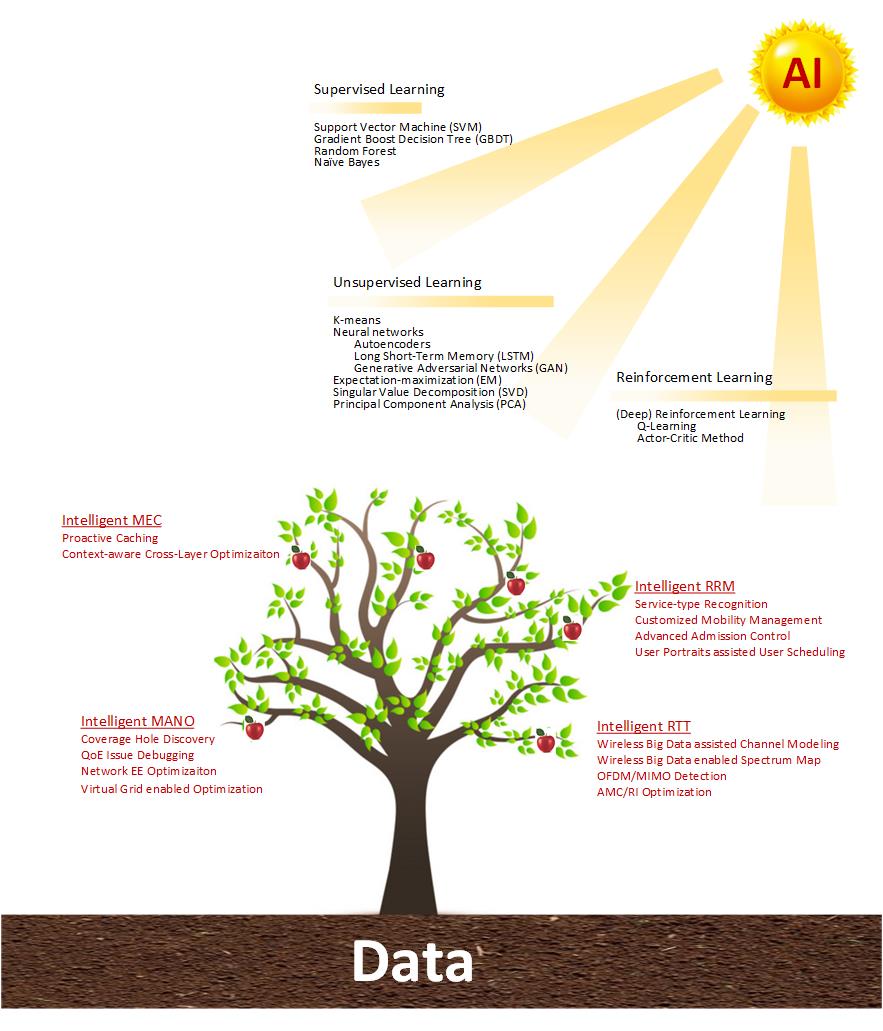 AI
Supervised Learning
Support Vector Machine (SVM)
Gradient Boost Decision Tree (GBDT)
Random Forest
Naïve Bayes
Unsupervised Learning
K-means
Neural networks
Autoencoders
Long Short-Term Memory (LSTM)
Generative Adversarial Networks (GAN)
Expectation-maximization (EM)
Singular Value Decomposition (SVD)
Principal Component Analysis (PCA)
Reinforcement Learning
(Deep) Reinforcement Learning
Q-Learning
Actor-Critic Method
Intelligent MEC
Proactive Caching
Context-aware Cross-Layer Optimizaiton
Intelligent RRM
Service-type Recognition
Customized Mobility Management
Advanced Admission Control
User Portraits assisted User Scheduling
Intelligent MANO
Coverage Hole Discovery
QoE Issue Debugging
Network EE Optimizaiton
Virtual Grid enabled Optimization
Intelligent RTT
Wireless Big Data assisted Channel Modeling
Wireless Big Data enabled Spectrum Map
OFDM/MIMO Detection
AMC/RI Optimization
Data